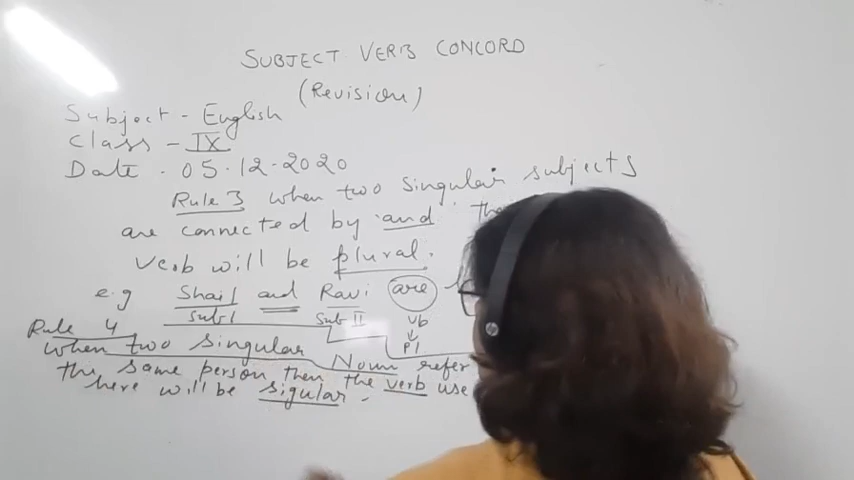 SUBJECT VERB CONCORD
(Revision)
Subject - English
Class - IX
Date . 05.12.2020
Rule 3 when two singular subjects
are connected by 'and'
verb will be plural.
e.g Shail and Ravi are
sub I sub II vb
pl
Rule 4
when two singular Noun refer
the same person then the verb use
here will be sigular.